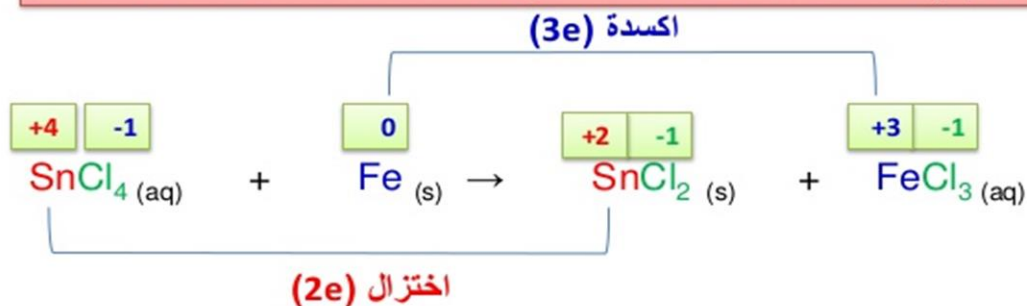 اكسدة (3e)
+4 -1 0 +2 -1 +3 -1
SnCl₄ (aq) + Fe (s) → SnCl₂ (s) + FeCl₃ (aq)
اختزال (2e)